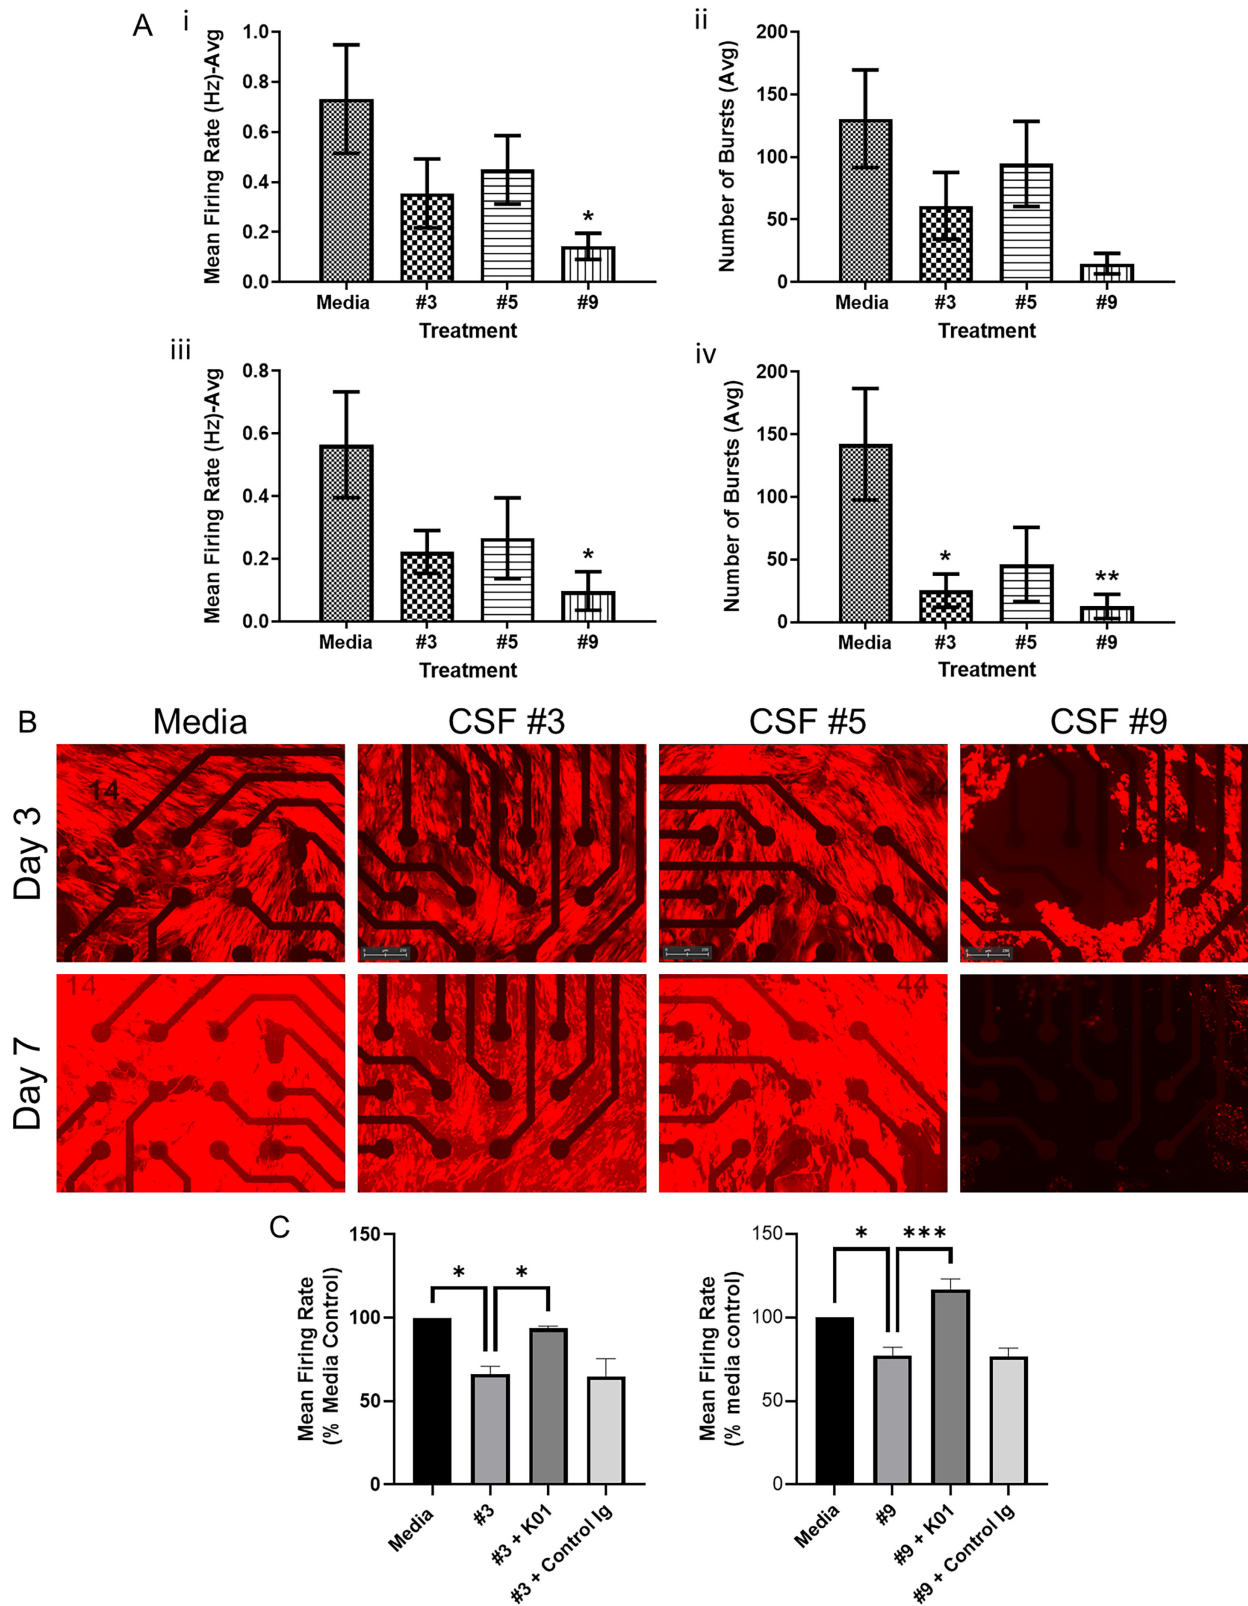 A
i
Mean Firing Rate (Hz)-Avg
1.0
0.8
0.6
0.4
0.2
0.0
*
Media #3 #5 #9
Treatment
ii
Number of Bursts (Avg)
200
150
100
50
0
Media #3 #5 #9
Treatment
iii
Mean Firing Rate (Hz)-Avg
0.8
0.6
0.4
0.2
0.0
*
Media #3 #5 #9
Treatment
iv
Number of Bursts (Avg)
200
150
100
50
0
* **
Media #3 #5 #9
Treatment
B
Media CSF #3 CSF #5 CSF #9
Day 3
14
44
Day 7
14
44
C
Mean Firing Rate
(% Media Control)
150
100
50
0
* *
Media
#3
#3 + K01
#3 + Control Ig
Mean Firing Rate
(% media control)
150
100
50
0
* ***
Media
#9
#9 + K01
#9 + Control Ig